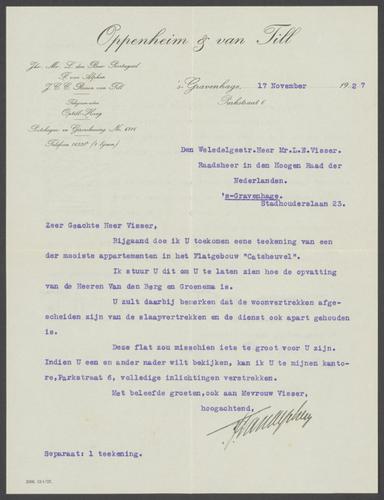 Oppenheim & van Till
Jhr. Mr. L. den Beer Poortugael
F. van Alphen
J. C. C. Baron van Till
Telegram-adres
Optill-Haag
Postcheque en Girorekening No.
Telefoon 14520* (4 lijnen)
's Gravenhage, 17 November 1927
Parkstraat 6
Den Weledelgestr.Heer Mr.L.E.Visser.
Raadsheer in den Hoogen Raad der
Nederlanden.
's-Gravenhage.
Stadhouderslaan 23.
Zeer Geachte Heer Visser,
Bijgaand doe ik U toekomen eene teekening van een
der mooiste appartementen in het Flatgebouw "Catsheuvel".
Ik stuur U dit om U te laten zien hoe de opvatting
van de Heeren Van den Berg en Groenema is.
U zult daarbij bemerken dat de woonvertrekken afge-
scheiden zijn van de slaapvertrekken en de dienst ook apart gehouden
is.
Deze flat zou misschien iets te groot voor U zijn.
Indien U een en ander nader wilt bekijken, kan ik U te mijnen kanto-
re,Parkstraat 6, volledige inlichtingen verstrekken.
Met beleefde groeten,ook aan Mevrouw Visser,
hoogachtend,
Separaat: 1 teekening.